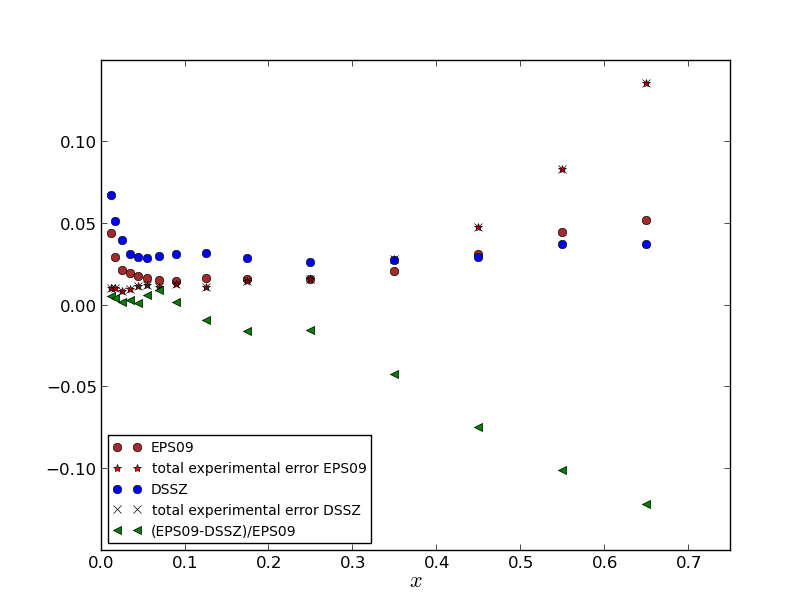 0.10
0.05
0.00
−0.05
−0.10
EPS09
total experimental error EPS09
DSSZ
total experimental error DSSZ
(EPS09-DSSZ)/EPS09
0.0 0.1 0.2 0.3 0.4 0.5 0.6 0.7
x